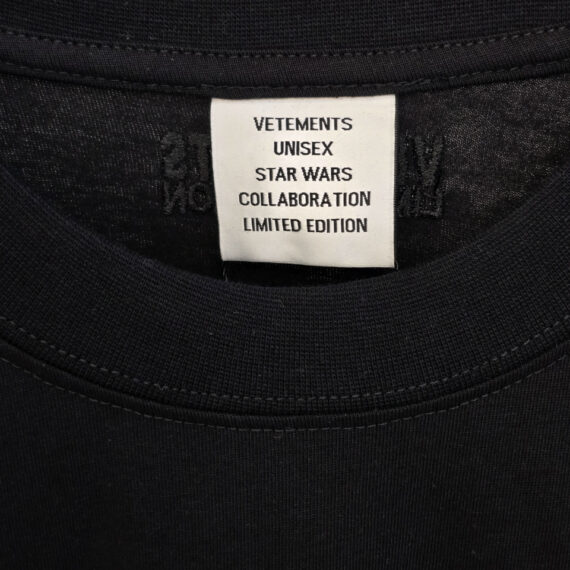 VETEMENTS
UNISEX
STAR WARS
COLLABORATION
LIMITED EDITION